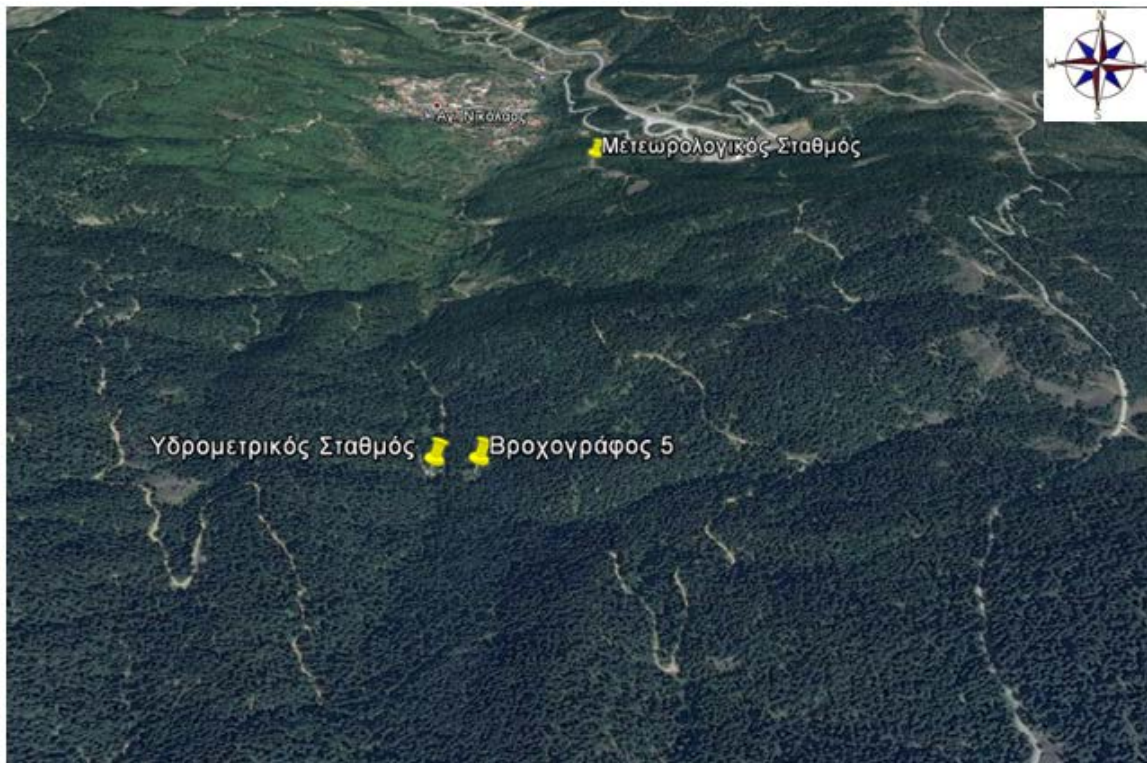 N
W
S
Αγ. Νικόλαος
Μετεωρολογικός Σταθμός
Υδρομετρικός Σταθμός
Βροχογράφος 5